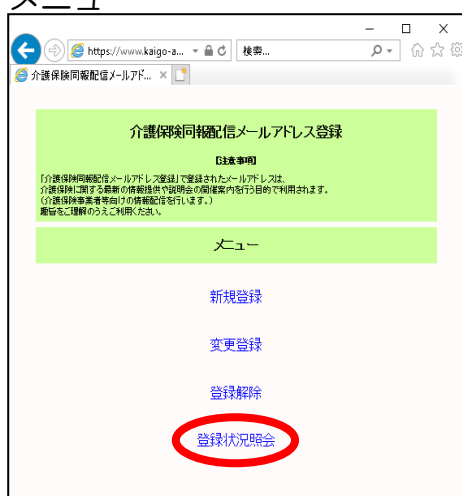 メニュー
https://www.kaigo-a...
検索...
介護保険同報配信メールアド...
介護保険同報配信メールアドレス登録
【注意事項】
「介護保険同報配信メールアドレス登録」で登録されたメールアドレスは、
介護保険に関する最新の情報提供や説明会の開催案内を行う目的で利用されます。
(介護保険事業者等向けの情報配信を行います。)
趣旨をご理解のうえご利用ください。
メニュー
新規登録
変更登録
登録解除
登録状況照会